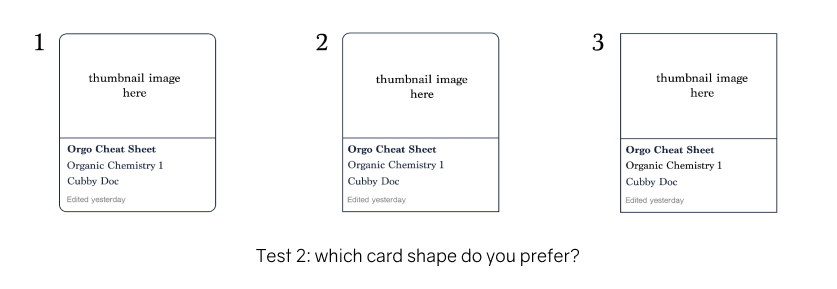 1
thumbnail image
here
Orgo Cheat Sheet
Organic Chemistry 1
Cubby Doc
Edited yesterday
2
thumbnail image
here
Orgo Cheat Sheet
Organic Chemistry 1
Cubby Doc
Edited yesterday
3
thumbnail image
here
Orgo Cheat Sheet
Organic Chemistry 1
Cubby Doc
Edited yesterday
Test 2: which card shape do you prefer?